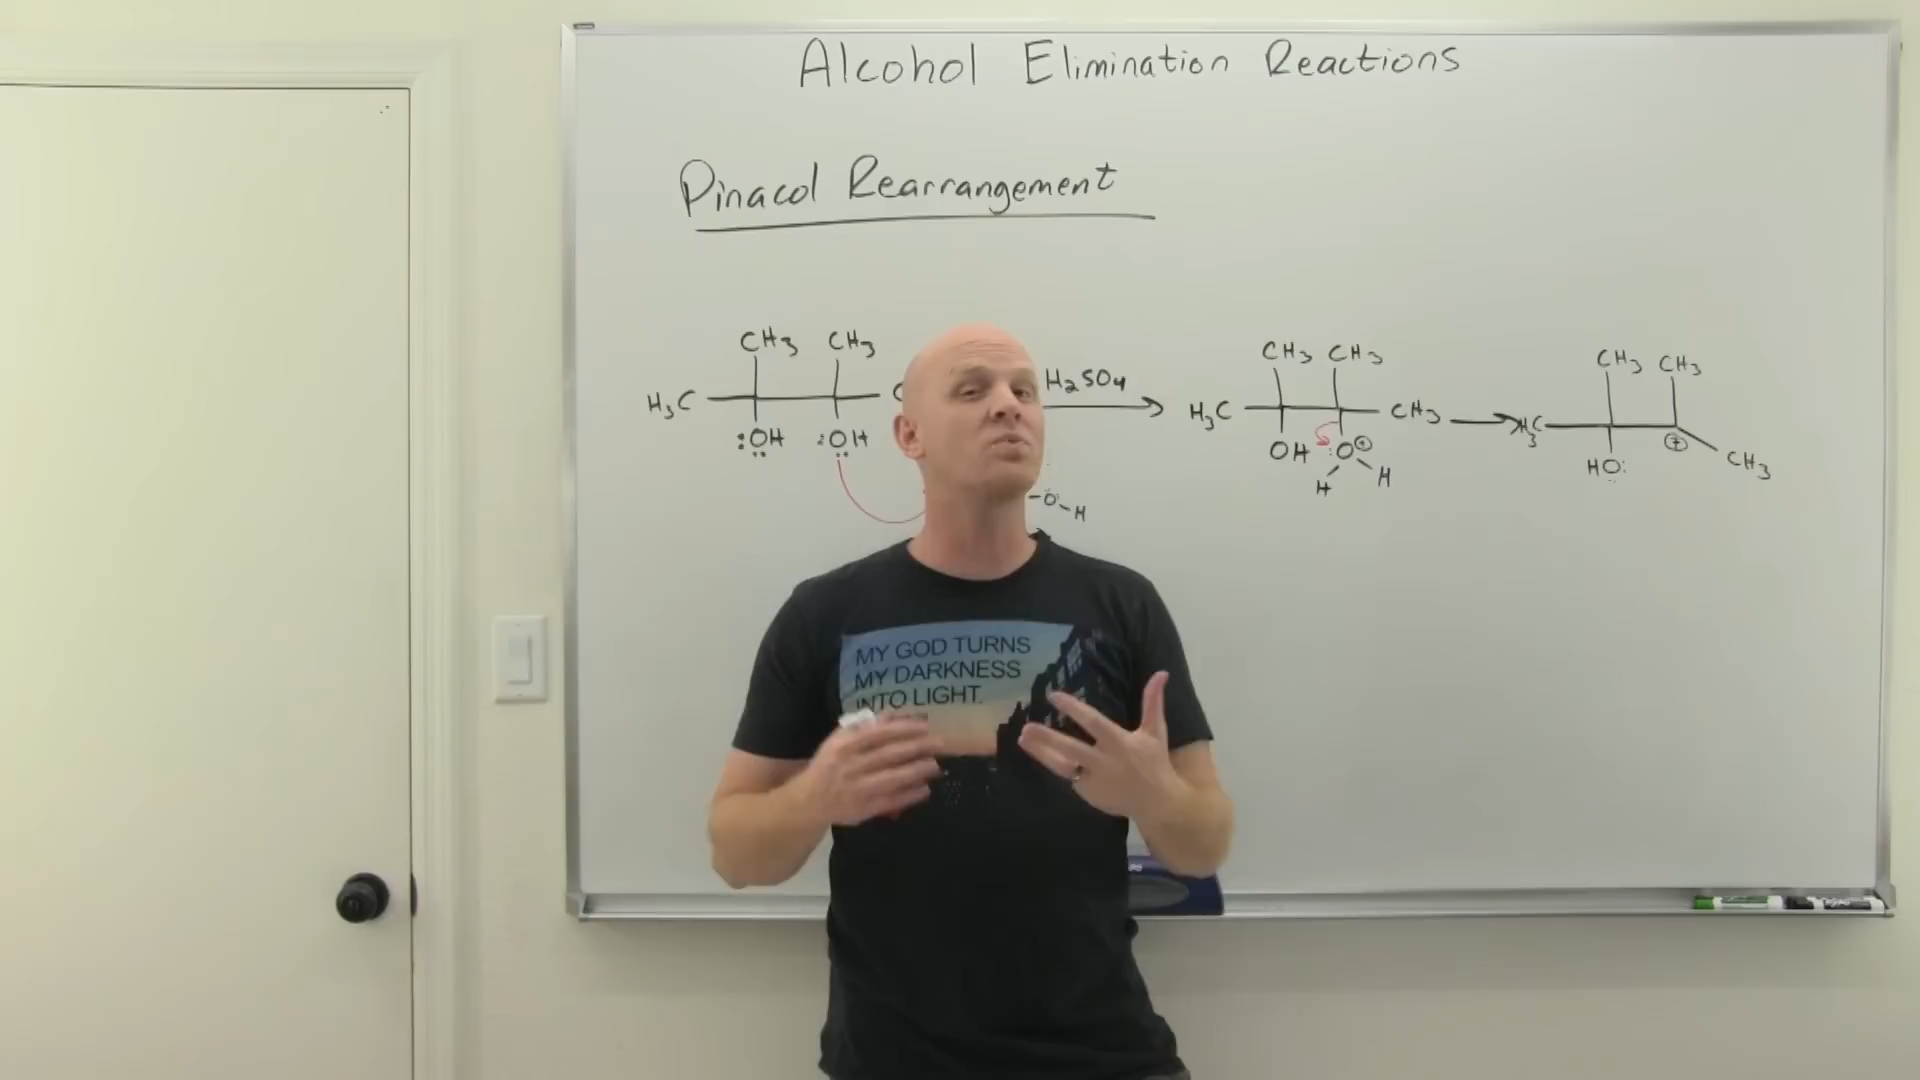 Alcohol Elimination Reactions
Pinacol Rearrangement
CH3 CH3
H3C
:OH :OH
H2SO4
-O-H
CH3 CH3
H3C CH3
OH :O⊕
H H
CH3 CH3
H3C ⊕ CH3
HO:
MY GOD TURNS
MY DARKNESS
INTO LIGHT.